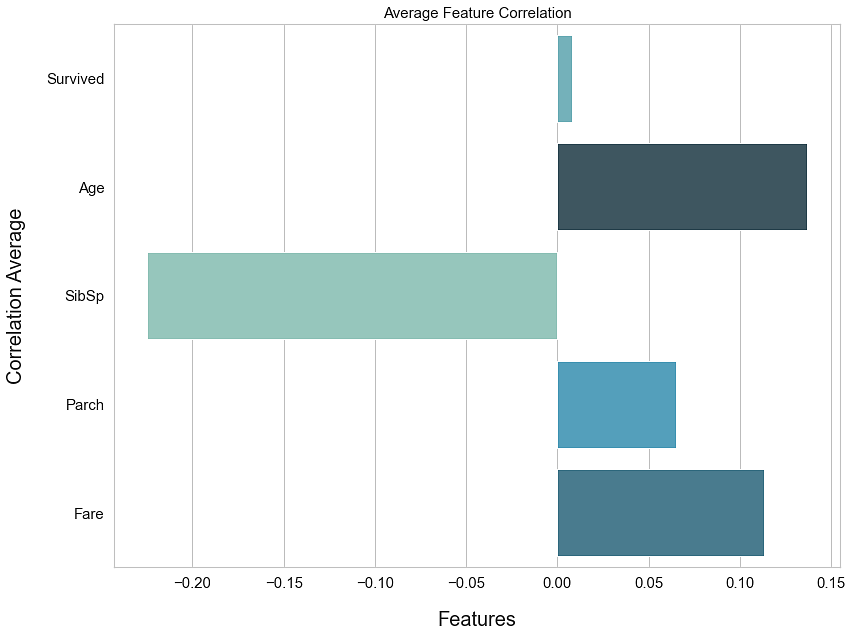 Average Feature Correlation
Survived
Age
SibSp
Parch
Fare
Correlation Average
−0.20 −0.15 −0.10 −0.05 0.00 0.05 0.10 0.15
Features